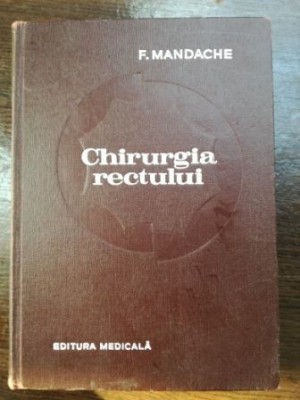 F. MANDACHE
Chirurgia
rectului
EDITURA MEDICALĂ